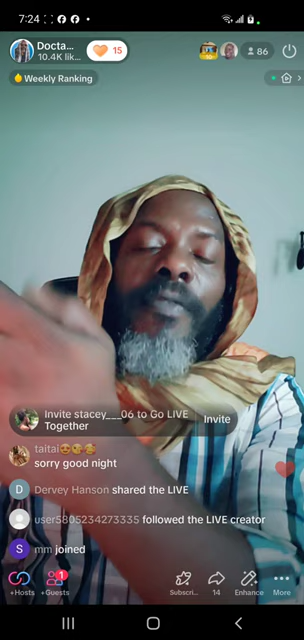 7:24
Docta...
10.4K lik...
15
86
Weekly Ranking
Invite stacey___06 to Go LIVE
Together
Invite
taitai😍😘🥰
sorry good night
D
Dervey Hanson shared the LIVE
user5805234273335 followed the LIVE creator
S
mm joined
1
+Hosts
+Guests
Subscri...
14
Enhance
More